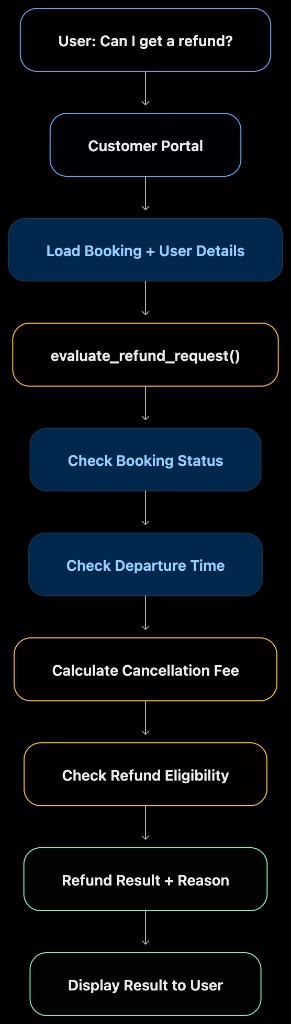 User: Can I get a refund?
Customer Portal
Load Booking + User Details
evaluate_refund_request()
Check Booking Status
Check Departure Time
Calculate Cancellation Fee
Check Refund Eligibility
Refund Result + Reason
Display Result to User